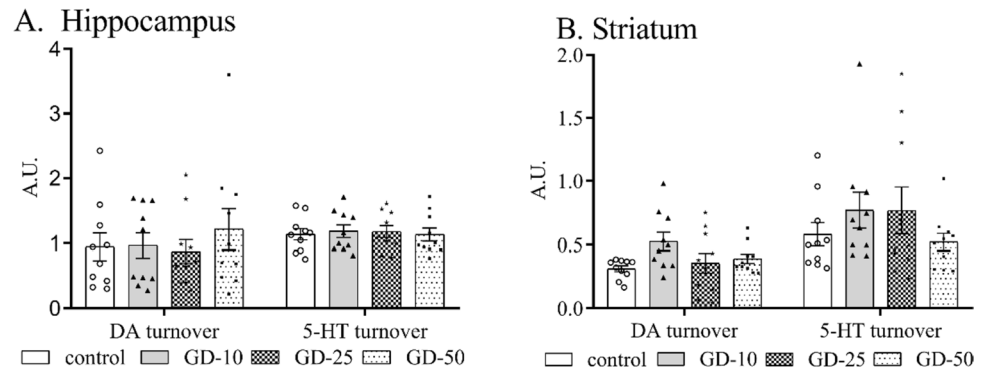 A. Hippocampus
A.U.
4
3
2
1
0
DA turnover 5-HT turnover
control GD-10 GD-25 GD-50
B. Striatum
A.U.
2.0
1.5
1.0
0.5
0.0
DA turnover 5-HT turnover
control GD-10 GD-25 GD-50